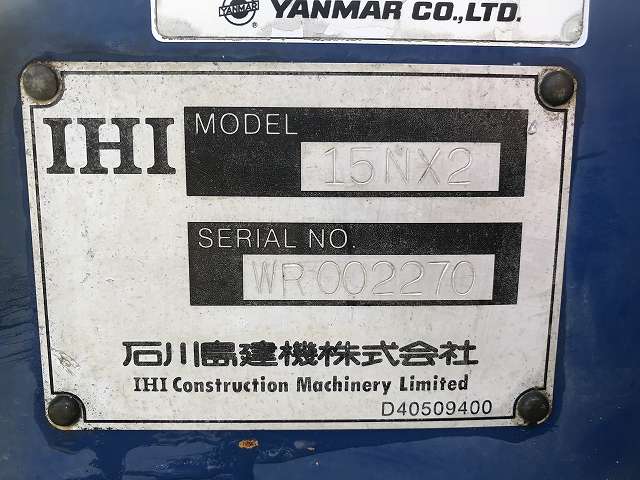 YANMAR
YANMAR CO.,LTD.
IHI
MODEL
15NX2
SERIAL NO.
WR002270
石川島建機株式会社
IHI Construction Machinery Limited
D40509400